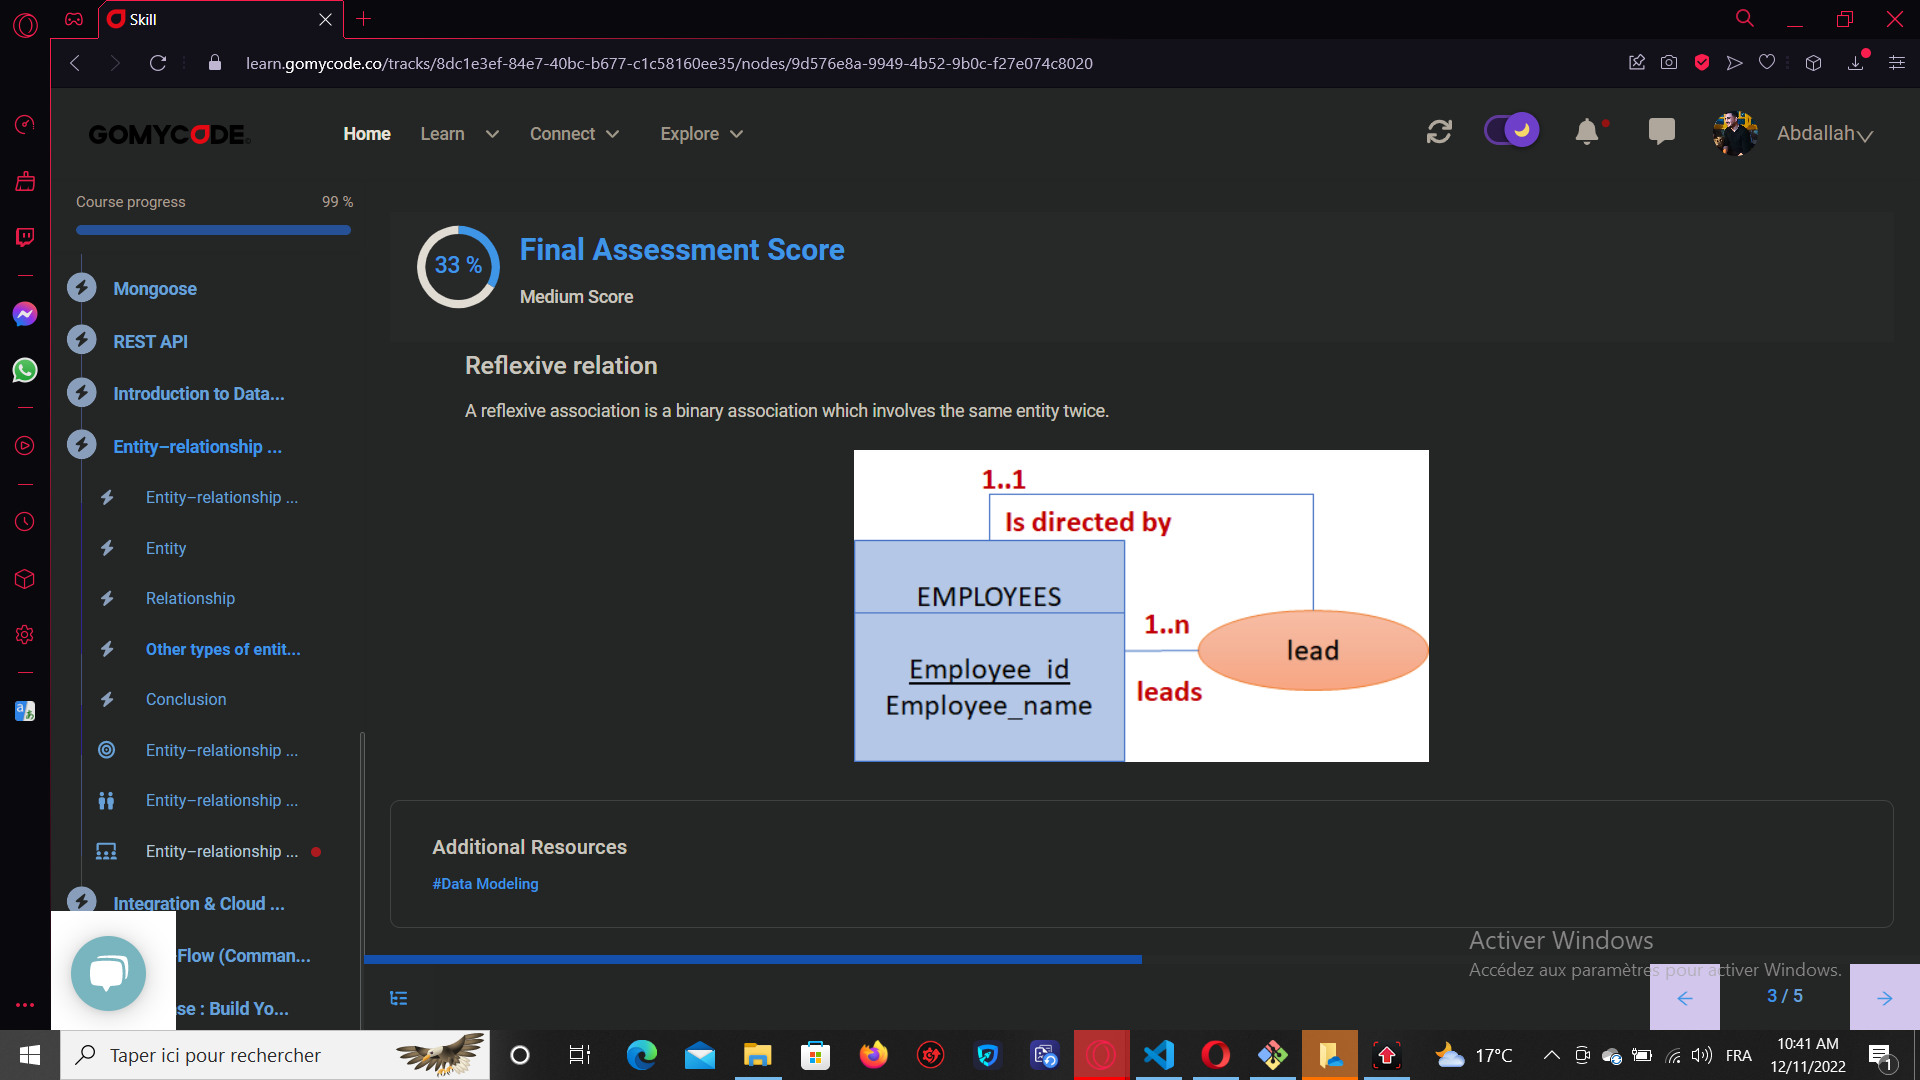 Skill
learn.gomycode.co/tracks/8dc1e3ef-84e7-40bc-b677-c1c58160ee35/nodes/9d576e8a-9949-4b52-9b0c-f27e074c8020
GOMYCODE
Home
Learn
Connect
Explore
Abdallah
Course progress
99 %
Mongoose
REST API
Introduction to Data...
Entity–relationship ...
Entity–relationship ...
Entity
Relationship
Other types of entit...
Conclusion
Entity–relationship ...
Entity–relationship ...
Entity–relationship ...
Integration & Cloud ...
Flow (Comman...
se : Build Yo...
33 %
Final Assessment Score
Medium Score
Reflexive relation
A reflexive association is a binary association which involves the same entity twice.
1..1
Is directed by
EMPLOYEES
1..n
lead
Employee_id
leads
Employee_name
Additional Resources
#Data Modeling
Activer Windows
Accédez aux paramètres pour activer Windows.
3 / 5
Taper ici pour rechercher
17°C
FRA
10:41 AM
12/11/2022
1